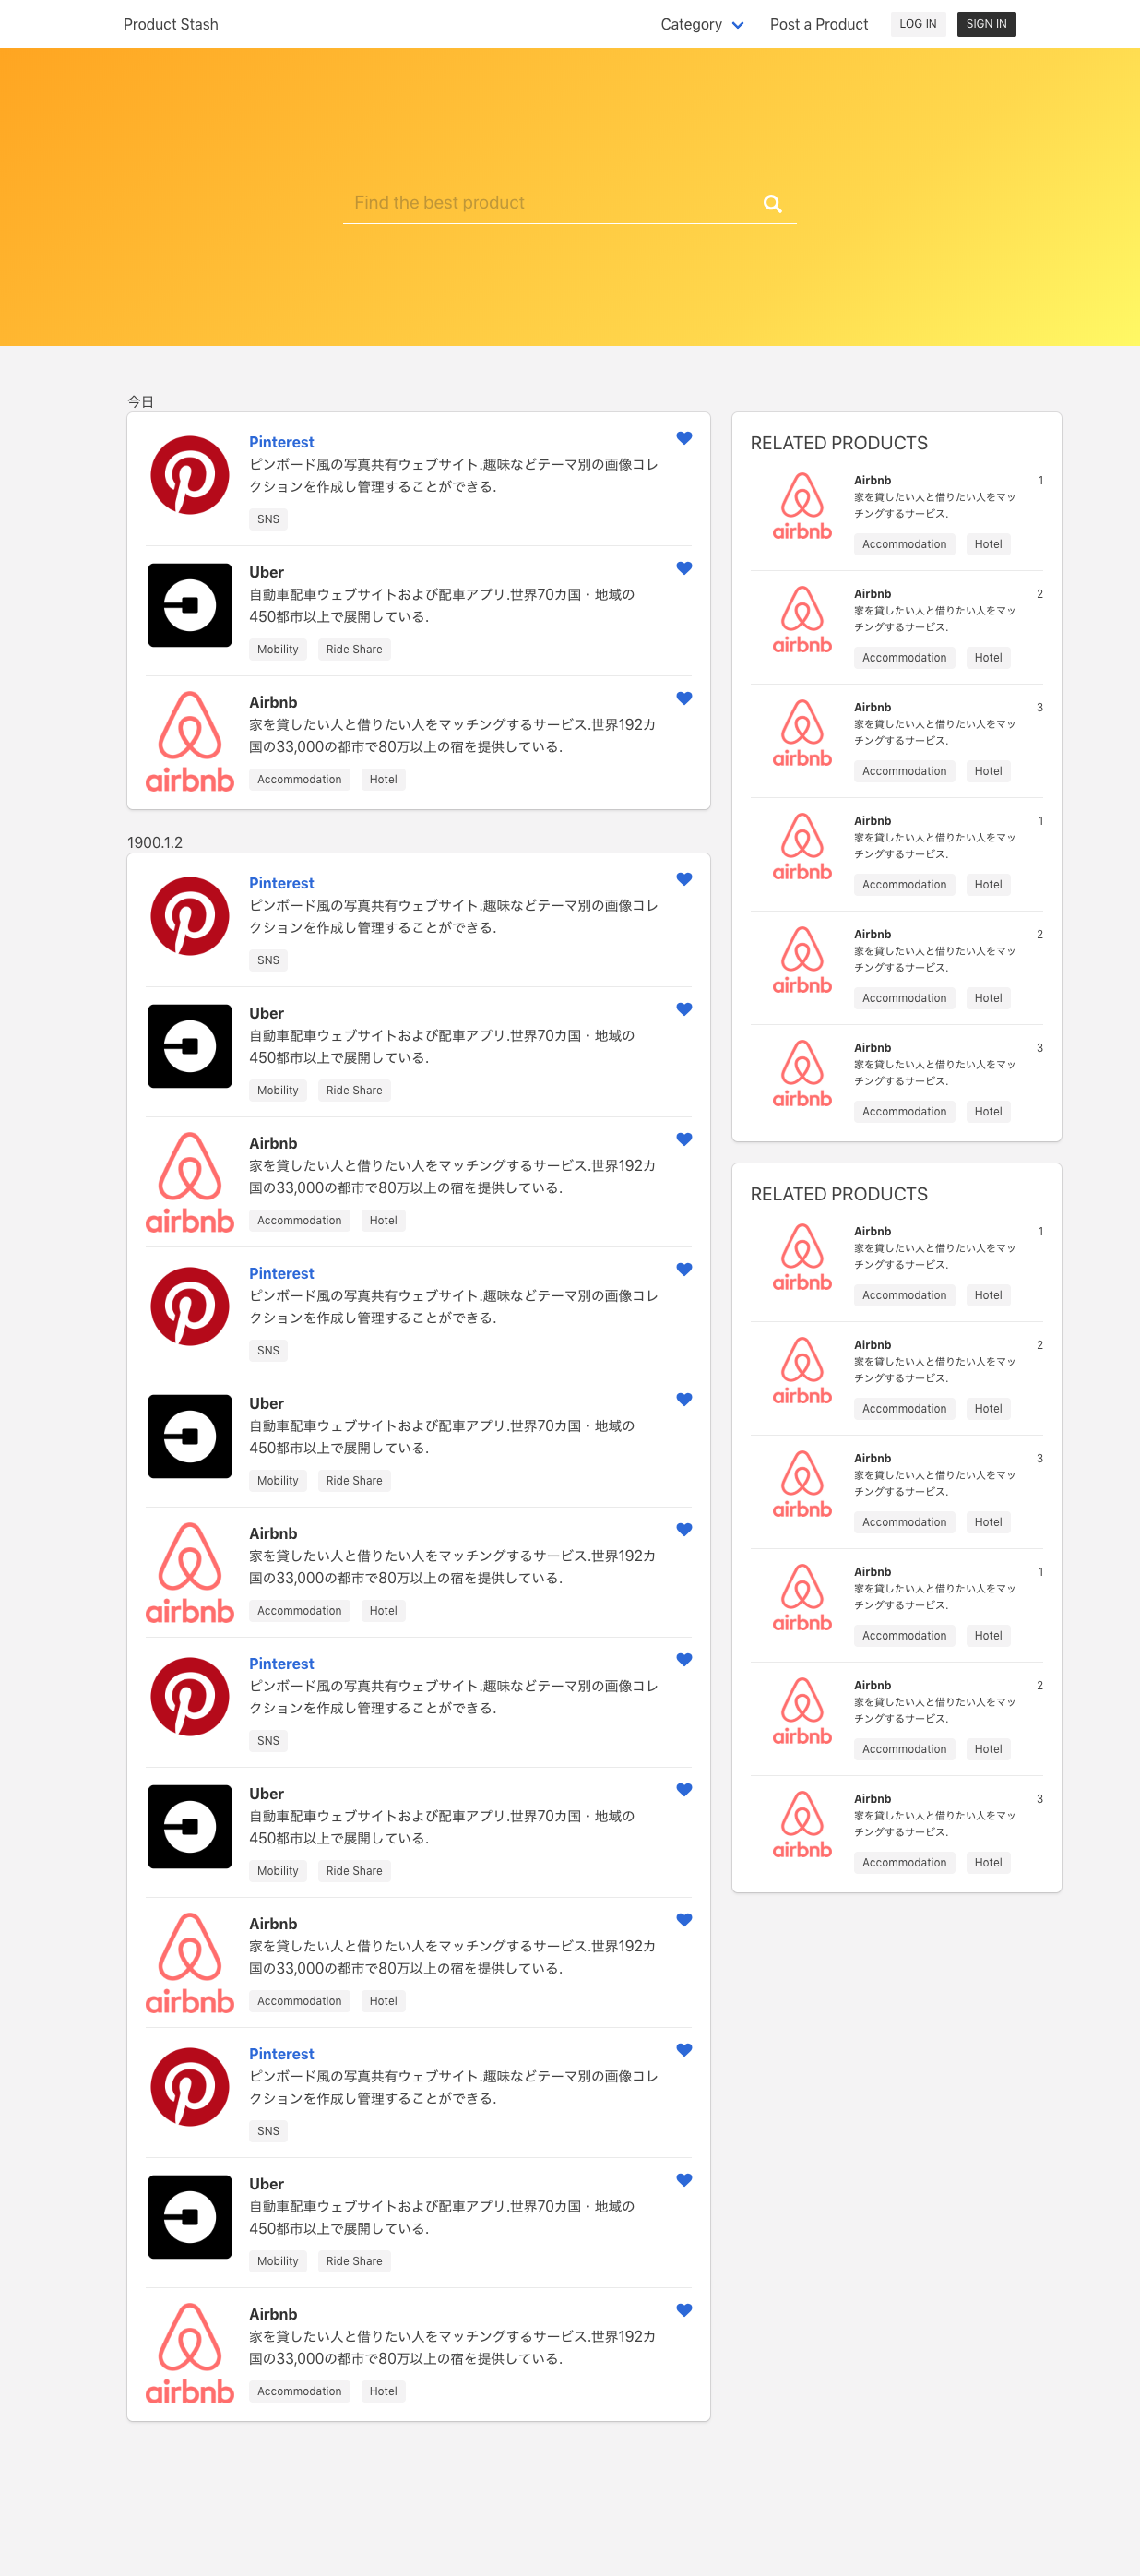 Product Stash
Category
Post a Product
LOG IN
SIGN IN
Find the best product
今日
Pinterest
ピンボード風の写真共有ウェブサイト.趣味などテーマ別の画像コレ
クションを作成し管理することができる.
SNS
Uber
自動車配車ウェブサイトおよび配車アプリ.世界70カ国・地域の
450都市以上で展開している.
Mobility Ride Share
airbnb
Airbnb
家を貸したい人と借りたい人をマッチングするサービス.世界192カ
国の33,000の都市で80万以上の宿を提供している.
Accommodation Hotel
1900.1.2
Pinterest
ピンボード風の写真共有ウェブサイト.趣味などテーマ別の画像コレ
クションを作成し管理することができる.
SNS
Uber
自動車配車ウェブサイトおよび配車アプリ.世界70カ国・地域の
450都市以上で展開している.
Mobility Ride Share
airbnb
Airbnb
家を貸したい人と借りたい人をマッチングするサービス.世界192カ
国の33,000の都市で80万以上の宿を提供している.
Accommodation Hotel
Pinterest
ピンボード風の写真共有ウェブサイト.趣味などテーマ別の画像コレ
クションを作成し管理することができる.
SNS
Uber
自動車配車ウェブサイトおよび配車アプリ.世界70カ国・地域の
450都市以上で展開している.
Mobility Ride Share
airbnb
Airbnb
家を貸したい人と借りたい人をマッチングするサービス.世界192カ
国の33,000の都市で80万以上の宿を提供している.
Accommodation Hotel
Pinterest
ピンボード風の写真共有ウェブサイト.趣味などテーマ別の画像コレ
クションを作成し管理することができる.
SNS
Uber
自動車配車ウェブサイトおよび配車アプリ.世界70カ国・地域の
450都市以上で展開している.
Mobility Ride Share
airbnb
Airbnb
家を貸したい人と借りたい人をマッチングするサービス.世界192カ
国の33,000の都市で80万以上の宿を提供している.
Accommodation Hotel
Pinterest
ピンボード風の写真共有ウェブサイト.趣味などテーマ別の画像コレ
クションを作成し管理することができる.
SNS
Uber
自動車配車ウェブサイトおよび配車アプリ.世界70カ国・地域の
450都市以上で展開している.
Mobility Ride Share
airbnb
Airbnb
家を貸したい人と借りたい人をマッチングするサービス.世界192カ
国の33,000の都市で80万以上の宿を提供している.
Accommodation Hotel
RELATED PRODUCTS
airbnb
Airbnb 1
家を貸したい人と借りたい人をマッ
チングするサービス.
Accommodation Hotel
airbnb
Airbnb 2
家を貸したい人と借りたい人をマッ
チングするサービス.
Accommodation Hotel
airbnb
Airbnb 3
家を貸したい人と借りたい人をマッ
チングするサービス.
Accommodation Hotel
airbnb
Airbnb 1
家を貸したい人と借りたい人をマッ
チングするサービス.
Accommodation Hotel
airbnb
Airbnb 2
家を貸したい人と借りたい人をマッ
チングするサービス.
Accommodation Hotel
airbnb
Airbnb 3
家を貸したい人と借りたい人をマッ
チングするサービス.
Accommodation Hotel
RELATED PRODUCTS
airbnb
Airbnb 1
家を貸したい人と借りたい人をマッ
チングするサービス.
Accommodation Hotel
airbnb
Airbnb 2
家を貸したい人と借りたい人をマッ
チングするサービス.
Accommodation Hotel
airbnb
Airbnb 3
家を貸したい人と借りたい人をマッ
チングするサービス.
Accommodation Hotel
airbnb
Airbnb 1
家を貸したい人と借りたい人をマッ
チングするサービス.
Accommodation Hotel
airbnb
Airbnb 2
家を貸したい人と借りたい人をマッ
チングするサービス.
Accommodation Hotel
airbnb
Airbnb 3
家を貸したい人と借りたい人をマッ
チングするサービス.
Accommodation Hotel